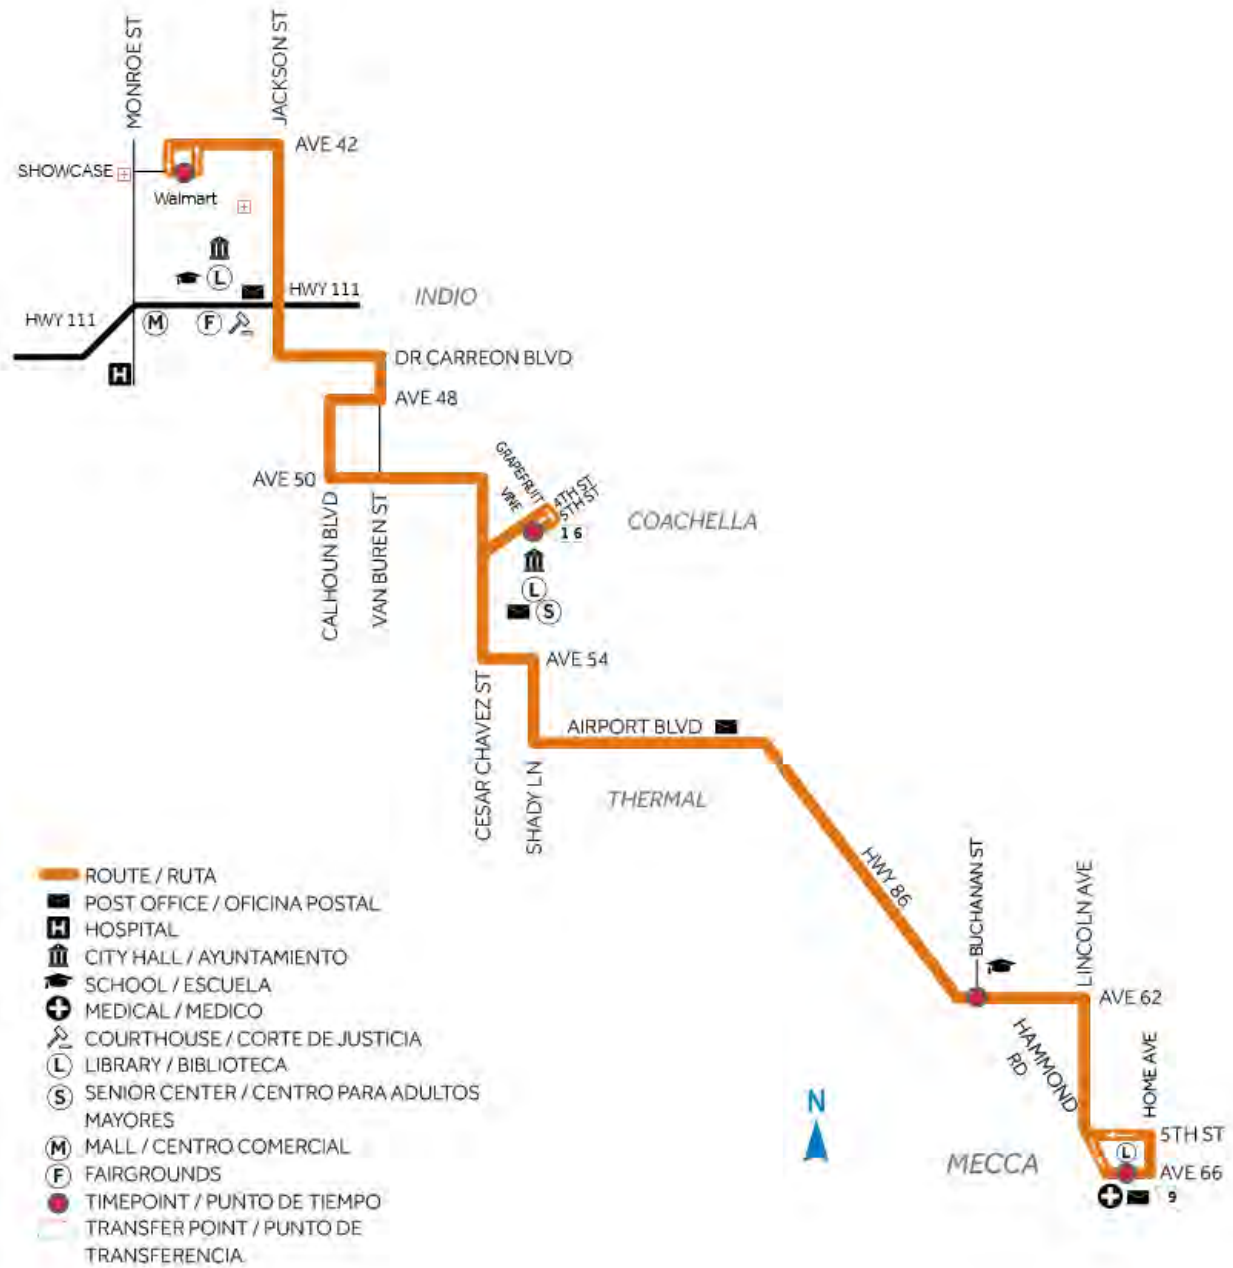 MONROE ST
JACKSON ST
AVE 42
SHOWCASE
Walmart
L
HWY 111
INDIO
HWY 111
M
F
H
DR CARREON BLVD
AVE 48
AVE 50
CALHOUN BLVD
VAN BUREN ST
GRAPEFRUIT
VINE
4TH ST
5TH ST
1 6
COACHELLA
L
S
AVE 54
CESAR CHAVEZ ST
SHADY LN
AIRPORT BLVD
THERMAL
HWY 86
BUCHANAN ST
LINCOLN AVE
AVE 62
HAMMOND
RD
HOME AVE
5TH ST
L
AVE 66
9
MECCA
N
ROUTE / RUTA
POST OFFICE / OFICINA POSTAL
H HOSPITAL
CITY HALL / AYUNTAMIENTO
SCHOOL / ESCUELA
MEDICAL / MEDICO
COURTHOUSE / CORTE DE JUSTICIA
L LIBRARY / BIBLIOTECA
S SENIOR CENTER / CENTRO PARA ADULTOS
MAYORES
M MALL / CENTRO COMERCIAL
F FAIRGROUNDS
TIMEPOINT / PUNTO DE TIEMPO
TRANSFER POINT / PUNTO DE
TRANSFERENCIA